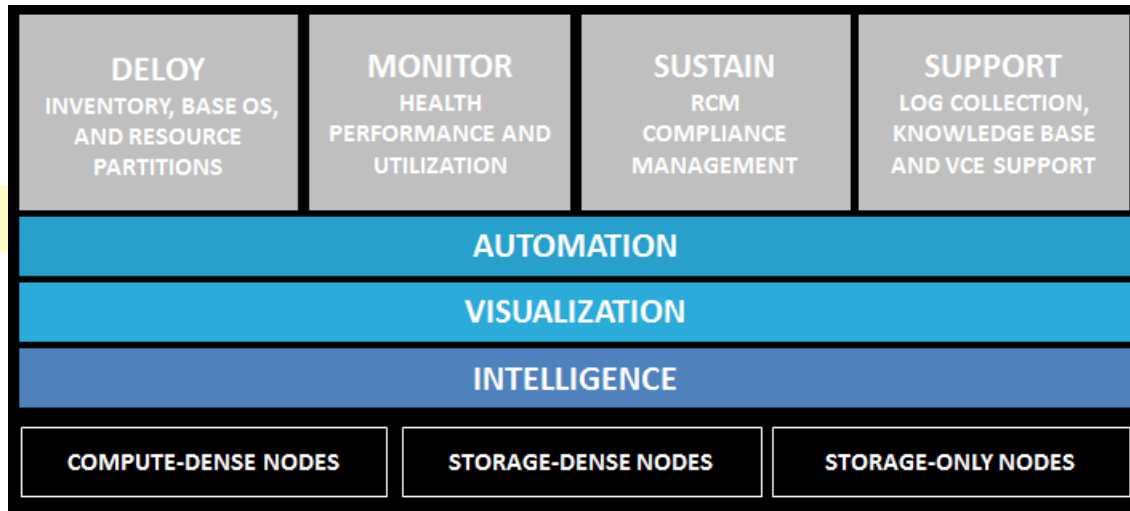 DELOY
INVENTORY, BASE OS,
AND RESOURCE
PARTITIONS
MONITOR
HEALTH
PERFORMANCE AND
UTILIZATION
SUSTAIN
RCM
COMPLIANCE
MANAGEMENT
SUPPORT
LOG COLLECTION,
KNOWLEDGE BASE
AND VCE SUPPORT
AUTOMATION
VISUALIZATION
INTELLIGENCE
COMPUTE-DENSE NODES
STORAGE-DENSE NODES
STORAGE-ONLY NODES